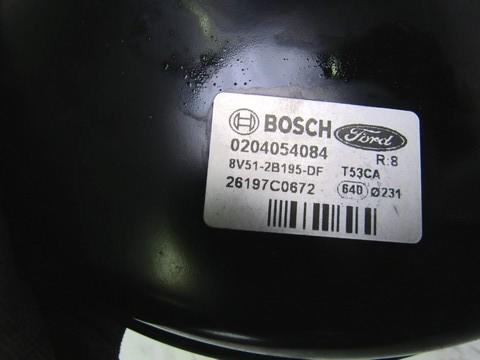 BOSCH Ford
0204054084 R:8
8V51-2B195-DF T53CA
26197C0672 640 Ø231